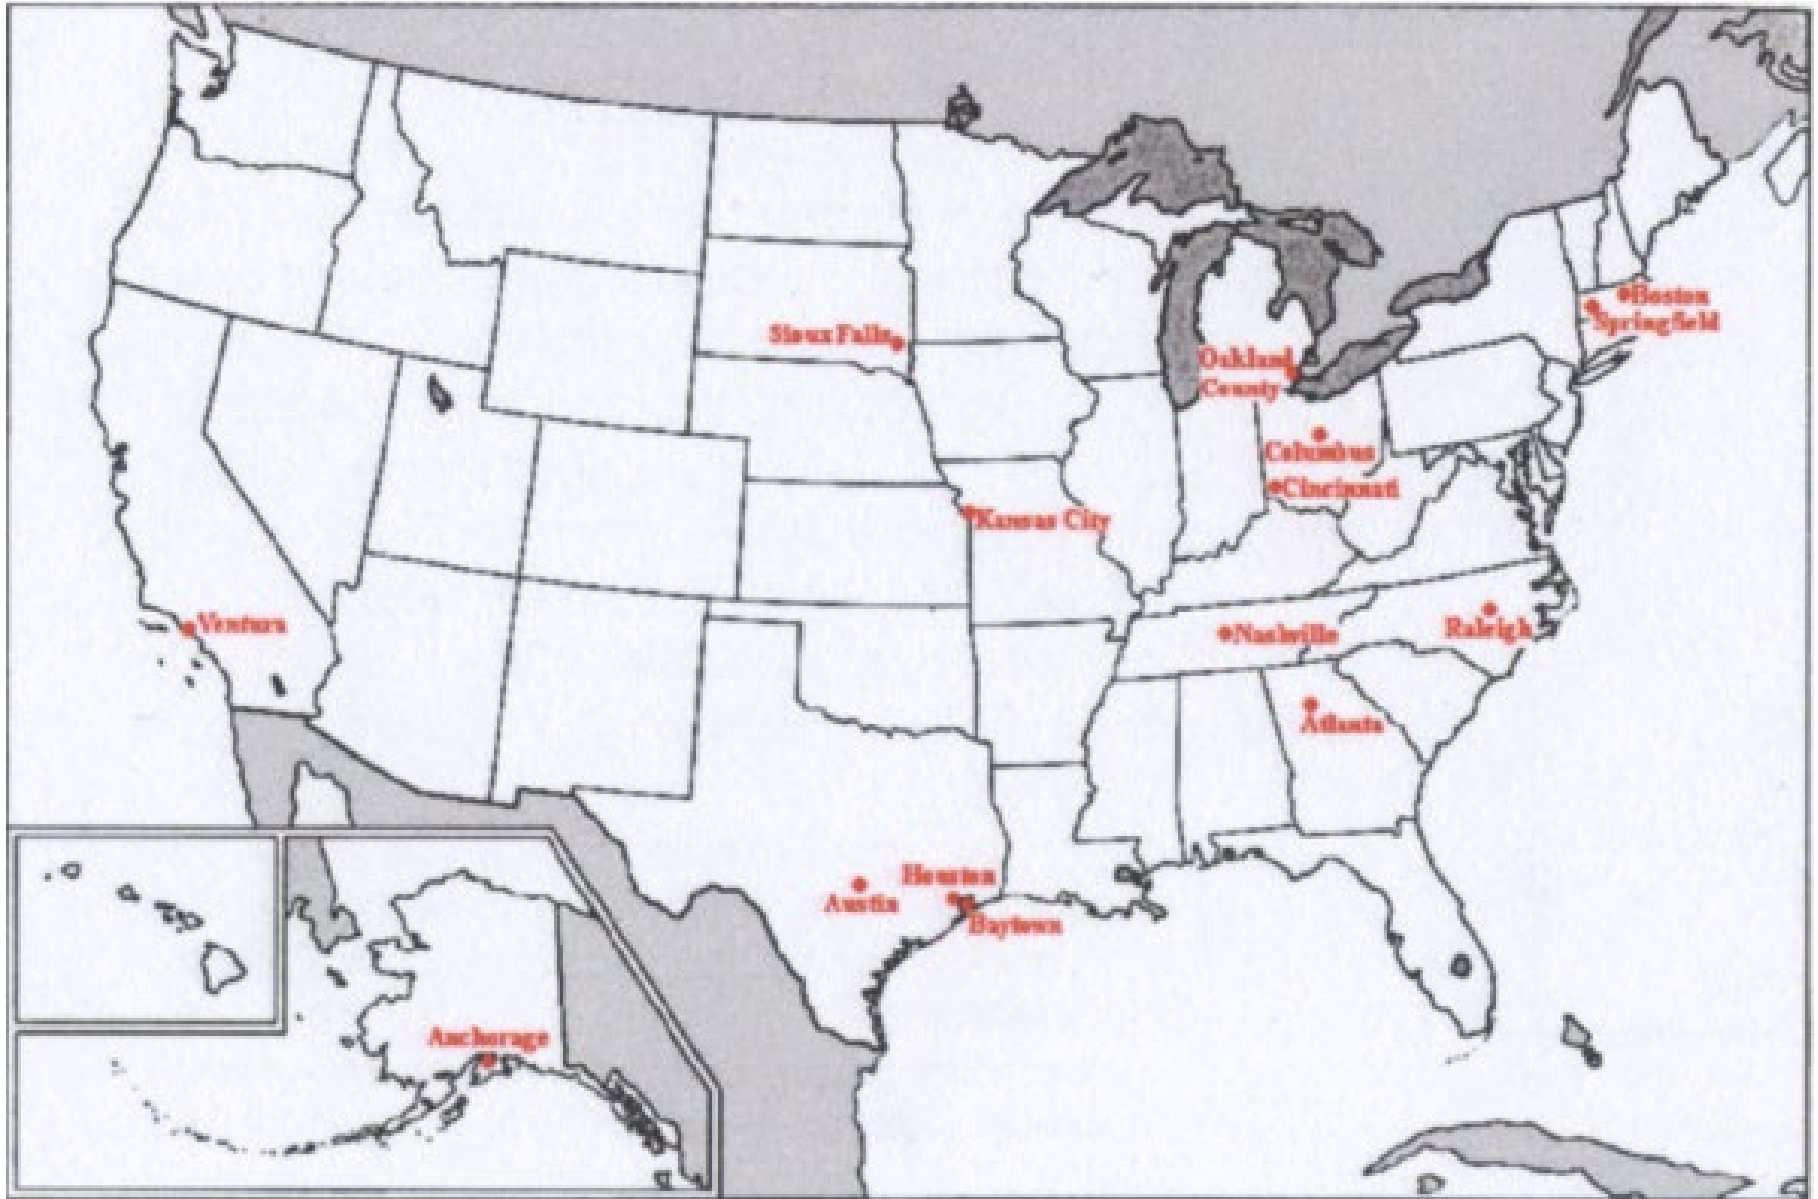 Boston
Springfield
Sioux Falls
Oakland
County
Columbus
Cincinnati
Kansas City
Ventura
Nashville
Raleigh
Atlanta
Houston
Austin
Baytown
Anchorage